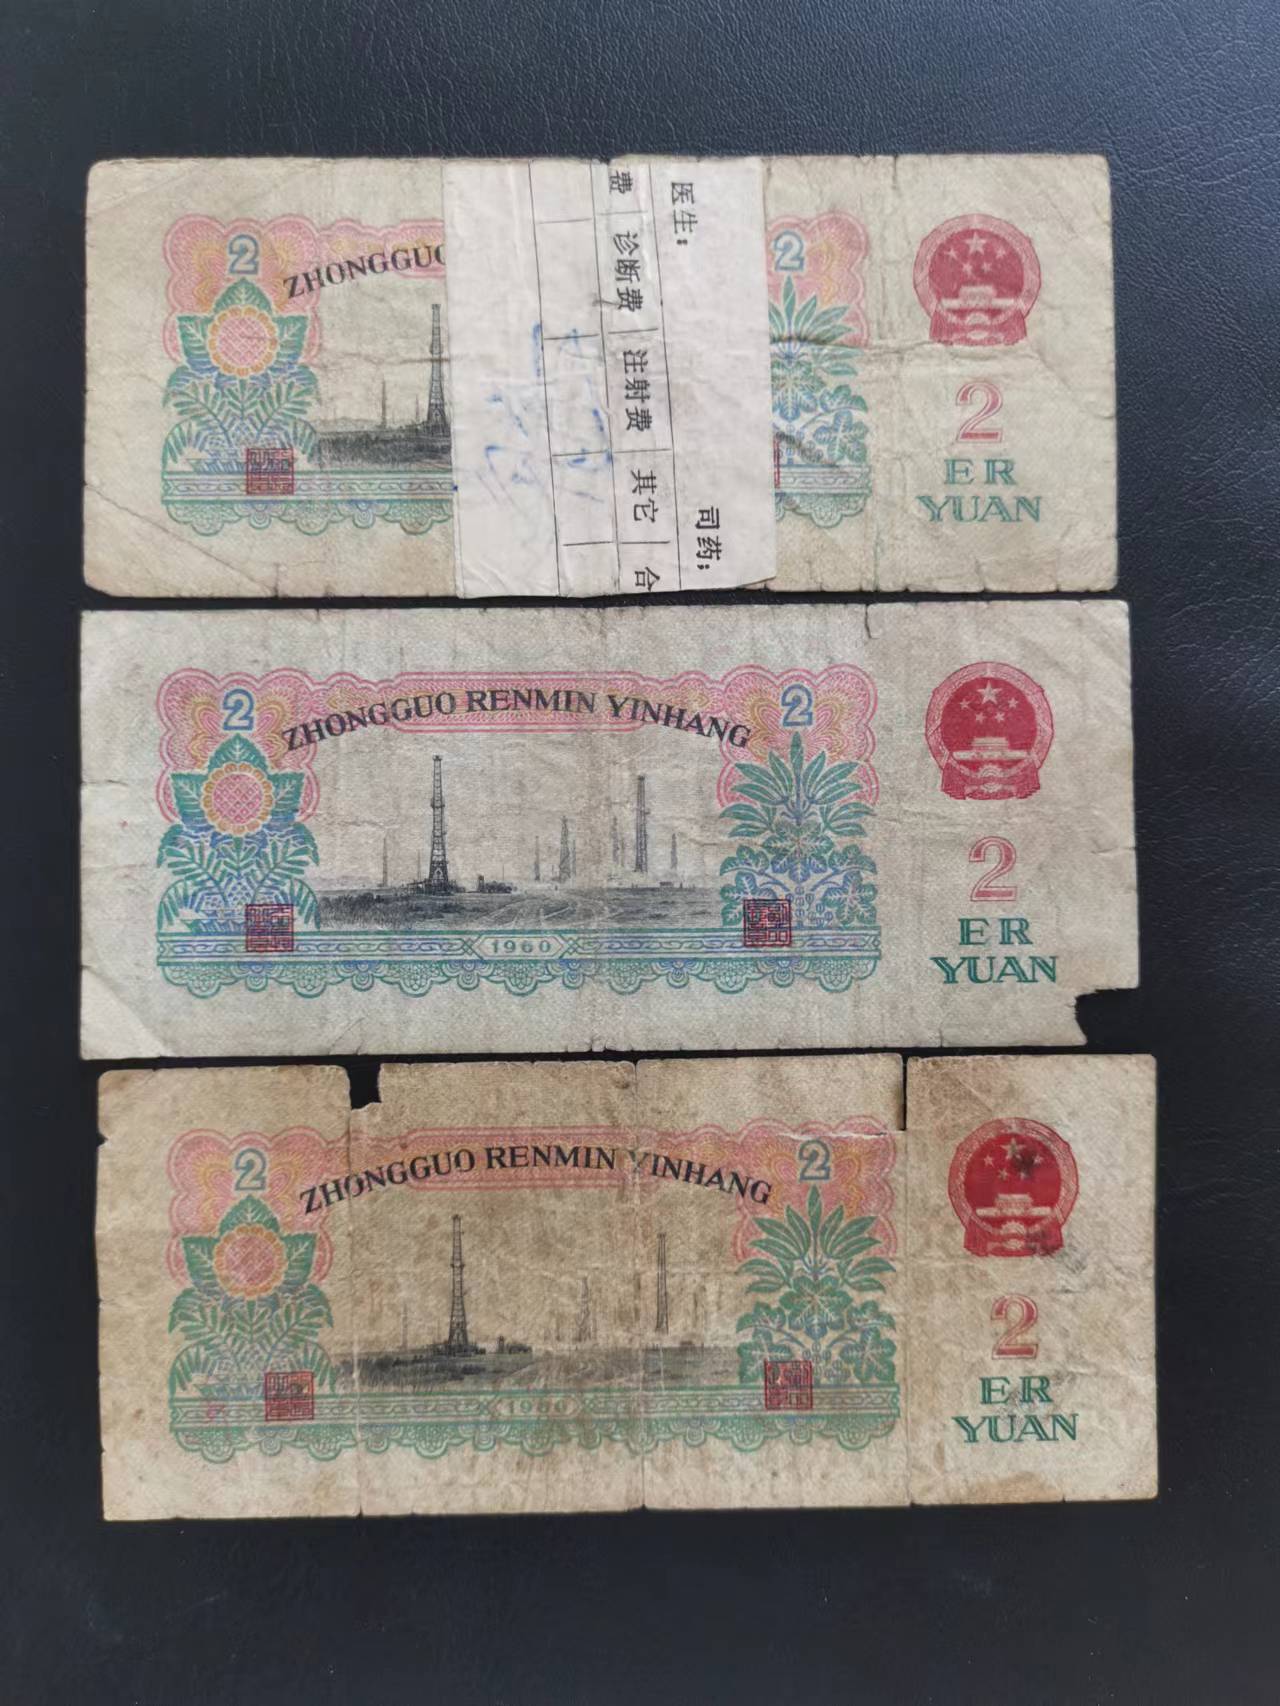 2
ZHONGGUO
2
医生：
费
诊断费
注射费
其它
合
司药；
2
ER
YUAN
2
ZHONGGUO RENMIN YINHANG
2
1960
2
ER
YUAN
2
ZHONGGUO RENMIN YINHANG
2
1960
2
ER
YUAN